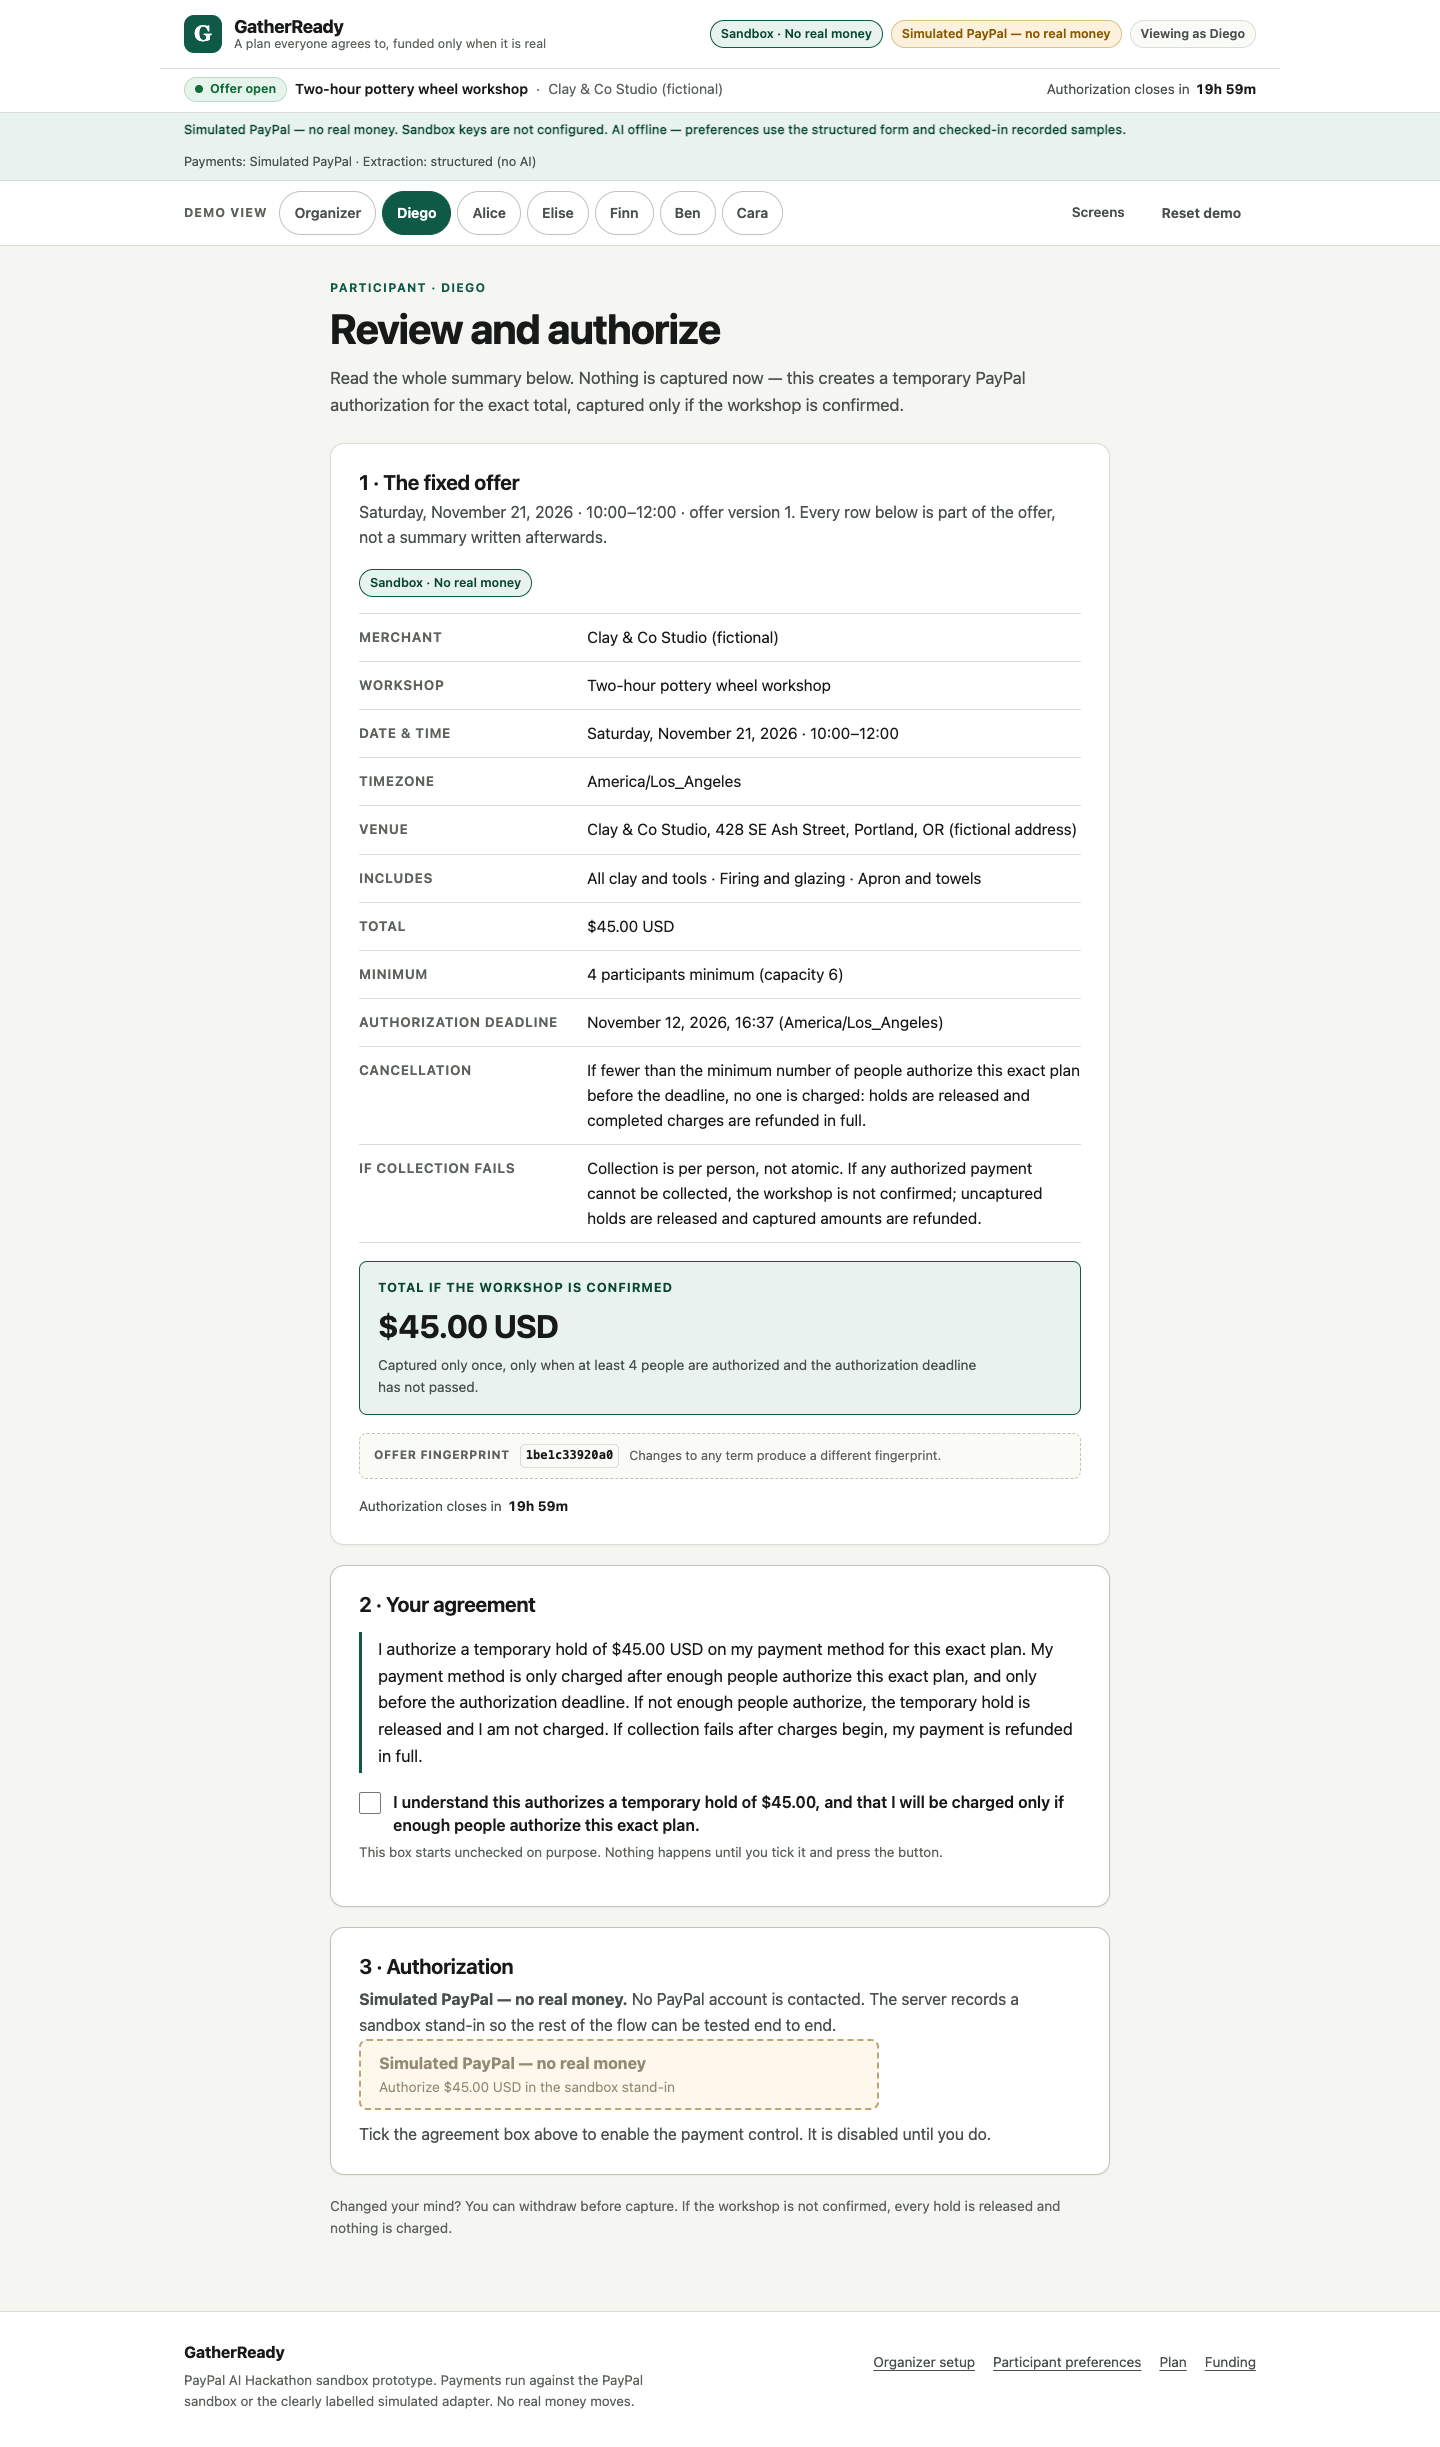 G
GatherReady
A plan everyone agrees to, funded only when it is real
Sandbox · No real money
Simulated PayPal — no real money
Viewing as Diego
Offer open
Two-hour pottery wheel workshop · Clay & Co Studio (fictional)
Authorization closes in 19h 59m
Simulated PayPal — no real money. Sandbox keys are not configured. AI offline — preferences use the structured form and checked-in recorded samples.
Payments: Simulated PayPal · Extraction: structured (no AI)
DEMO VIEW
Organizer
Diego
Alice
Elise
Finn
Ben
Cara
Screens
Reset demo
PARTICIPANT · DIEGO
Review and authorize
Read the whole summary below. Nothing is captured now — this creates a temporary PayPal
authorization for the exact total, captured only if the workshop is confirmed.
1 · The fixed offer
Saturday, November 21, 2026 · 10:00–12:00 · offer version 1. Every row below is part of the offer,
not a summary written afterwards.
Sandbox · No real money
MERCHANT Clay & Co Studio (fictional)
WORKSHOP Two-hour pottery wheel workshop
DATE & TIME Saturday, November 21, 2026 · 10:00–12:00
TIMEZONE America/Los_Angeles
VENUE Clay & Co Studio, 428 SE Ash Street, Portland, OR (fictional address)
INCLUDES All clay and tools · Firing and glazing · Apron and towels
TOTAL $45.00 USD
MINIMUM 4 participants minimum (capacity 6)
AUTHORIZATION DEADLINE November 12, 2026, 16:37 (America/Los_Angeles)
CANCELLATION If fewer than the minimum number of people authorize this exact plan
before the deadline, no one is charged: holds are released and
completed charges are refunded in full.
IF COLLECTION FAILS Collection is per person, not atomic. If any authorized payment
cannot be collected, the workshop is not confirmed; uncaptured
holds are released and captured amounts are refunded.
TOTAL IF THE WORKSHOP IS CONFIRMED
$45.00 USD
Captured only once, only when at least 4 people are authorized and the authorization deadline
has not passed.
OFFER FINGERPRINT 1be1c33920a0 Changes to any term produce a different fingerprint.
Authorization closes in 19h 59m
2 · Your agreement
I authorize a temporary hold of $45.00 USD on my payment method for this exact plan. My
payment method is only charged after enough people authorize this exact plan, and only
before the authorization deadline. If not enough people authorize, the temporary hold is
released and I am not charged. If collection fails after charges begin, my payment is refunded
in full.
I understand this authorizes a temporary hold of $45.00, and that I will be charged only if
enough people authorize this exact plan.
This box starts unchecked on purpose. Nothing happens until you tick it and press the button.
3 · Authorization
Simulated PayPal — no real money. No PayPal account is contacted. The server records a
sandbox stand-in so the rest of the flow can be tested end to end.
Simulated PayPal — no real money
Authorize $45.00 USD in the sandbox stand-in
Tick the agreement box above to enable the payment control. It is disabled until you do.
Changed your mind? You can withdraw before capture. If the workshop is not confirmed, every hold is released and
nothing is charged.
GatherReady
PayPal AI Hackathon sandbox prototype. Payments run against the PayPal
sandbox or the clearly labelled simulated adapter. No real money moves.
Organizer setup
Participant preferences
Plan
Funding